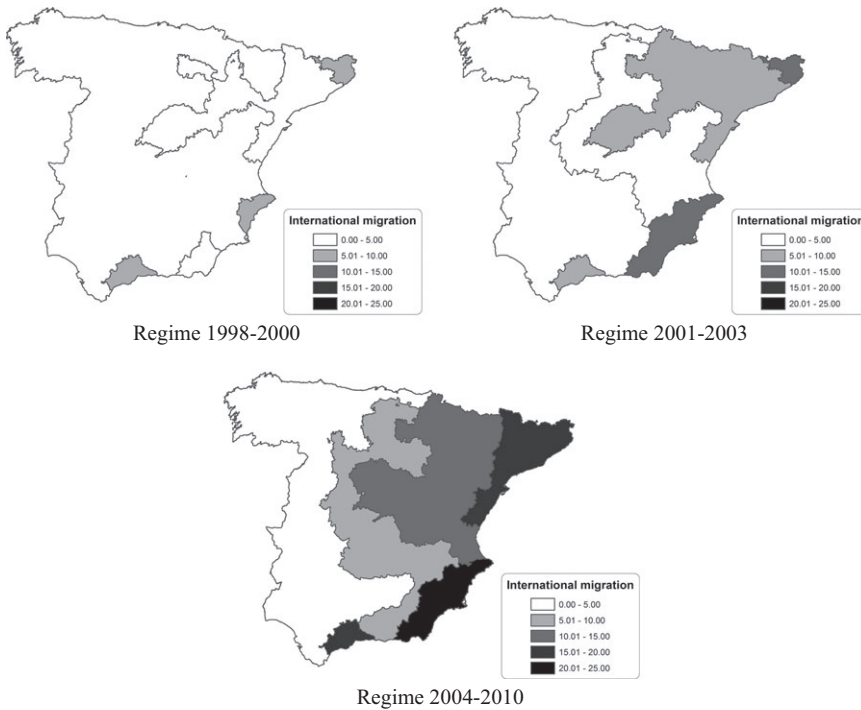 International migration
0.00 - 5.00
5.01 - 10.00
10.01 - 15.00
15.01 - 20.00
20.01 - 25.00
Regime 1998-2000
International migration
0.00 - 5.00
5.01 - 10.00
10.01 - 15.00
15.01 - 20.00
20.01 - 25.00
Regime 2001-2003
International migration
0.00 - 5.00
5.01 - 10.00
10.01 - 15.00
15.01 - 20.00
20.01 - 25.00
Regime 2004-2010